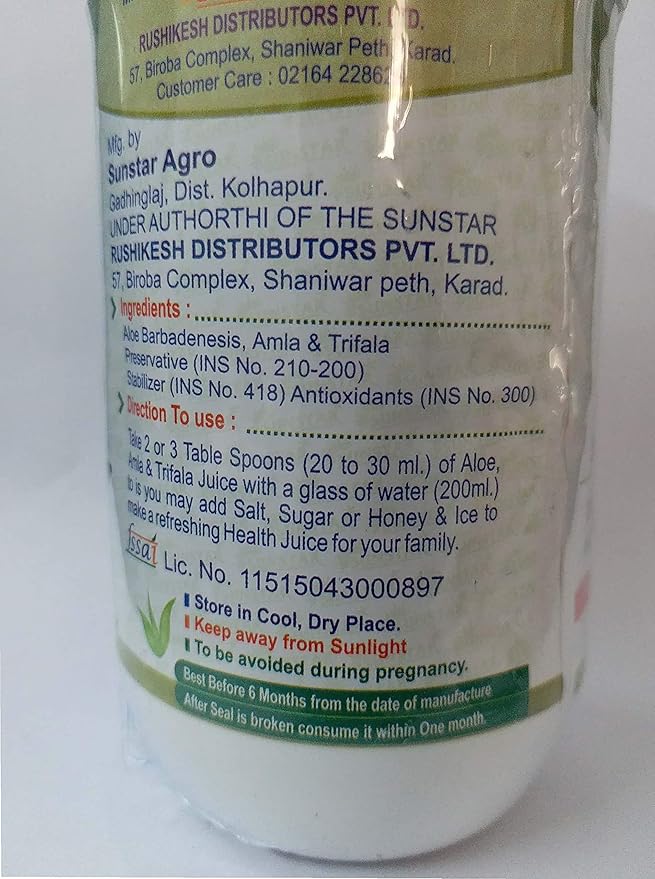 RUSHIKESH DISTRIBUTORS PVT. LTD.
57, Biroba Complex, Shaniwar Peth, Karad.
Customer Care : 02164 2286
Mfg. by
Sunstar Agro
Gadhinglaj, Dist. Kolhapur.
UNDER AUTHORTHI OF THE SUNSTAR
RUSHIKESH DISTRIBUTORS PVT. LTD.
57, Biroba Complex, Shaniwar peth, Karad.
Ingredients :
Aloe Barbadenesis, Amla & Trifala
Preservative (INS No. 210-200)
Stabilizer (INS No. 418) Antioxidants (INS No. 300)
Direction To use :
Take 2 or 3 Table Spoons (20 to 30 ml.) of Aloe,
Amla & Trifala Juice with a glass of water (200ml.)
to is you may add Salt, Sugar or Honey & Ice to
make a refreshing Health Juice for your family.
fssai Lic. No. 11515043000897
Store in Cool, Dry Place.
Keep away from Sunlight
To be avoided during pregnancy.
Best Before 6 Months from the date of manufacture
After Seal is broken consume it within One month.